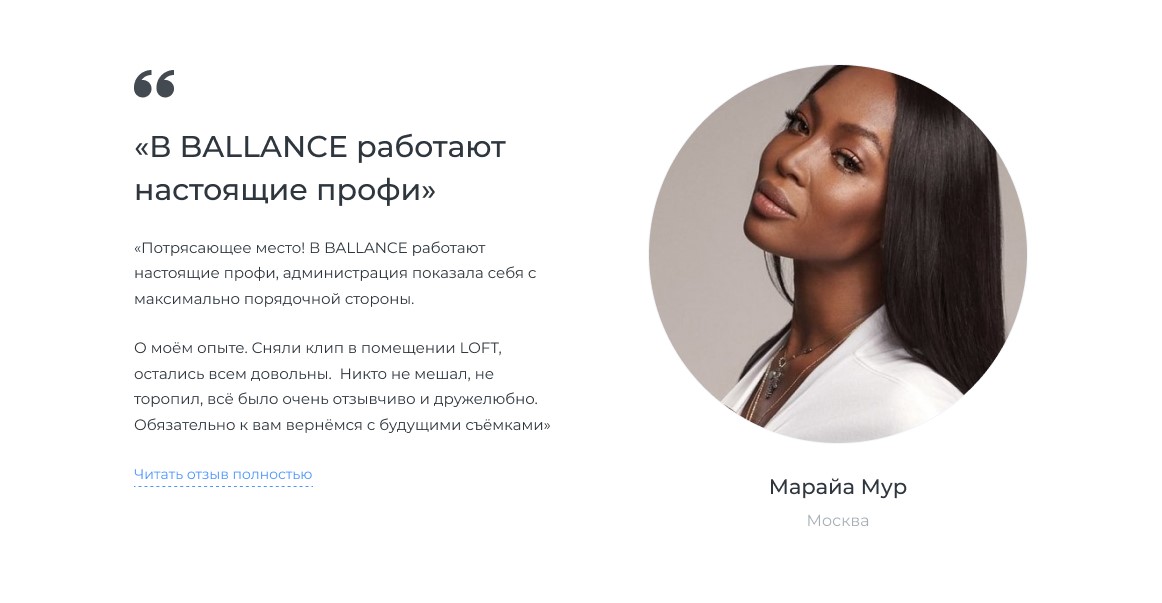 “
«В BALLANCE работают
настоящие профи»
«Потрясающее место! В BALLANCE работают
настоящие профи, администрация показала себя с
максимально порядочной стороны.
О моём опыте. Сняли клип в помещении LOFT,
остались всем довольны.  Никто не мешал, не
торопил, всё было очень отзывчиво и дружелюбно.
Обязательно к вам вернёмся с будущими съёмками»
Читать отзыв полностью
Марайа Мур
Москва